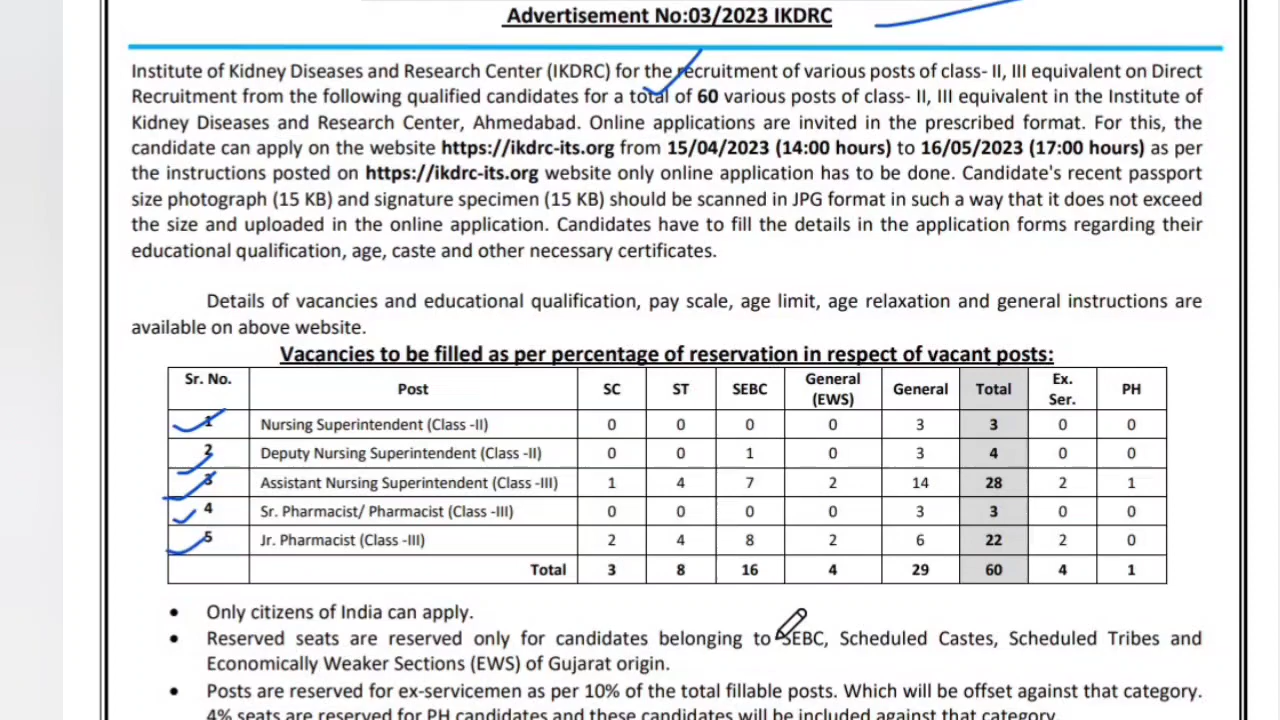 Advertisement No:03/2023 IKDRC
Institute of Kidney Diseases and Research Center (IKDRC) for the recruitment of various posts of class- II, III equivalent on Direct
Recruitment from the following qualified candidates for a total of 60 various posts of class- II, III equivalent in the Institute of
Kidney Diseases and Research Center, Ahmedabad. Online applications are invited in the prescribed format. For this, the
candidate can apply on the website https://ikdrc-its.org from 15/04/2023 (14:00 hours) to 16/05/2023 (17:00 hours) as per
the instructions posted on https://ikdrc-its.org website only online application has to be done. Candidate's recent passport
size photograph (15 KB) and signature specimen (15 KB) should be scanned in JPG format in such a way that it does not exceed
the size and uploaded in the online application. Candidates have to fill the details in the application forms regarding their
educational qualification, age, caste and other necessary certificates.
Details of vacancies and educational qualification, pay scale, age limit, age relaxation and general instructions are
available on above website.
Vacancies to be filled as per percentage of reservation in respect of vacant posts:
Sr. No. Post SC ST SEBC General (EWS) General Total Ex. Ser. PH
1 Nursing Superintendent (Class -II) 0 0 0 0 3 3 0 0
2 Deputy Nursing Superintendent (Class -II) 0 0 1 0 3 4 0 0
3 Assistant Nursing Superintendent (Class -III) 1 4 7 2 14 28 2 1
4 Sr. Pharmacist/ Pharmacist (Class -III) 0 0 0 0 3 3 0 0
5 Jr. Pharmacist (Class -III) 2 4 8 2 6 22 2 0
Total 3 8 16 4 29 60 4 1
• Only citizens of India can apply.
• Reserved seats are reserved only for candidates belonging to SEBC, Scheduled Castes, Scheduled Tribes and
Economically Weaker Sections (EWS) of Gujarat origin.
• Posts are reserved for ex-servicemen as per 10% of the total fillable posts. Which will be offset against that category.
4% seats are reserved for PH candidates and these candidates will be included against that category.